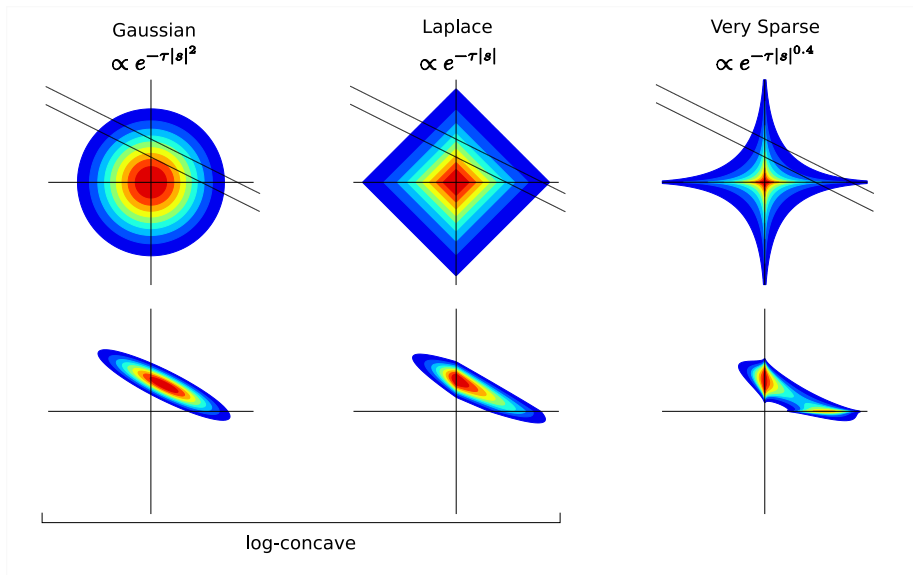 Gaussian
∝ e^{−τ|s|^2}
Laplace
∝ e^{−τ|s|}
Very Sparse
∝ e^{−τ|s|^{0.4}}
log-concave